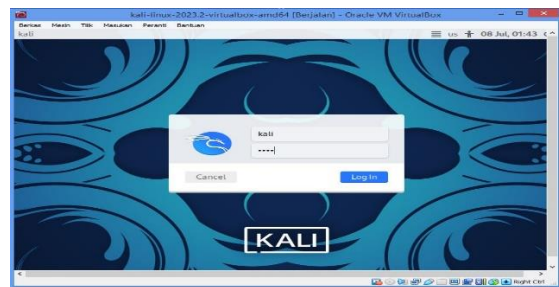 kali-linux-2023.2-virtualbox-amd64 [Berjalan] - Oracle VM VirtualBox
Berkas Mesin Tilik Masukan Peranti Bantuan
kali us 08 Jul, 01:43
kali
••••
Cancel Log In
KALI
Right Ctrl